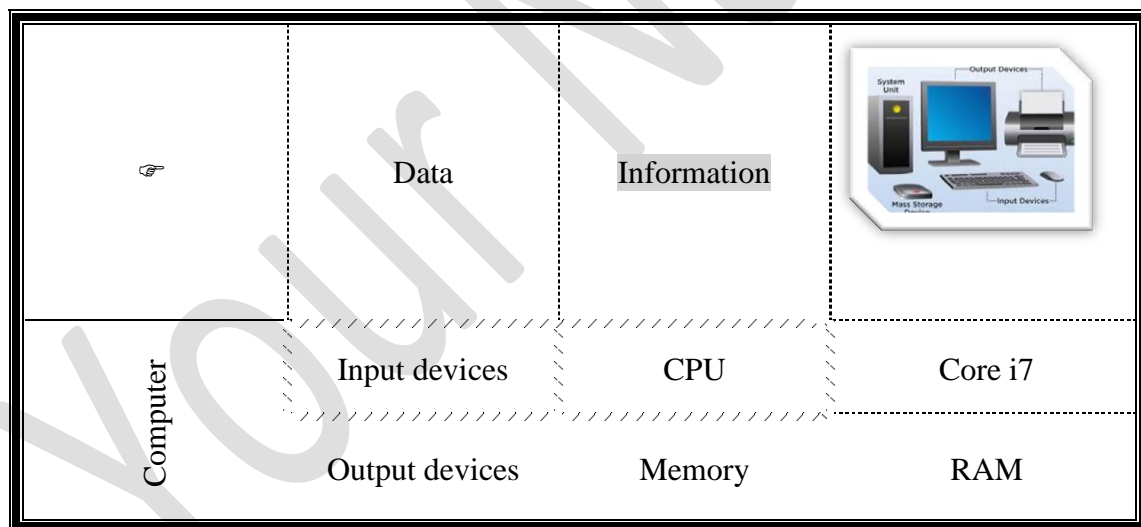 ☞
Data
Information
Output Devices
System
Unit
Mass Storage
Device
Input Devices
Computer
Input devices
CPU
Core i7
Output devices
Memory
RAM
Your N